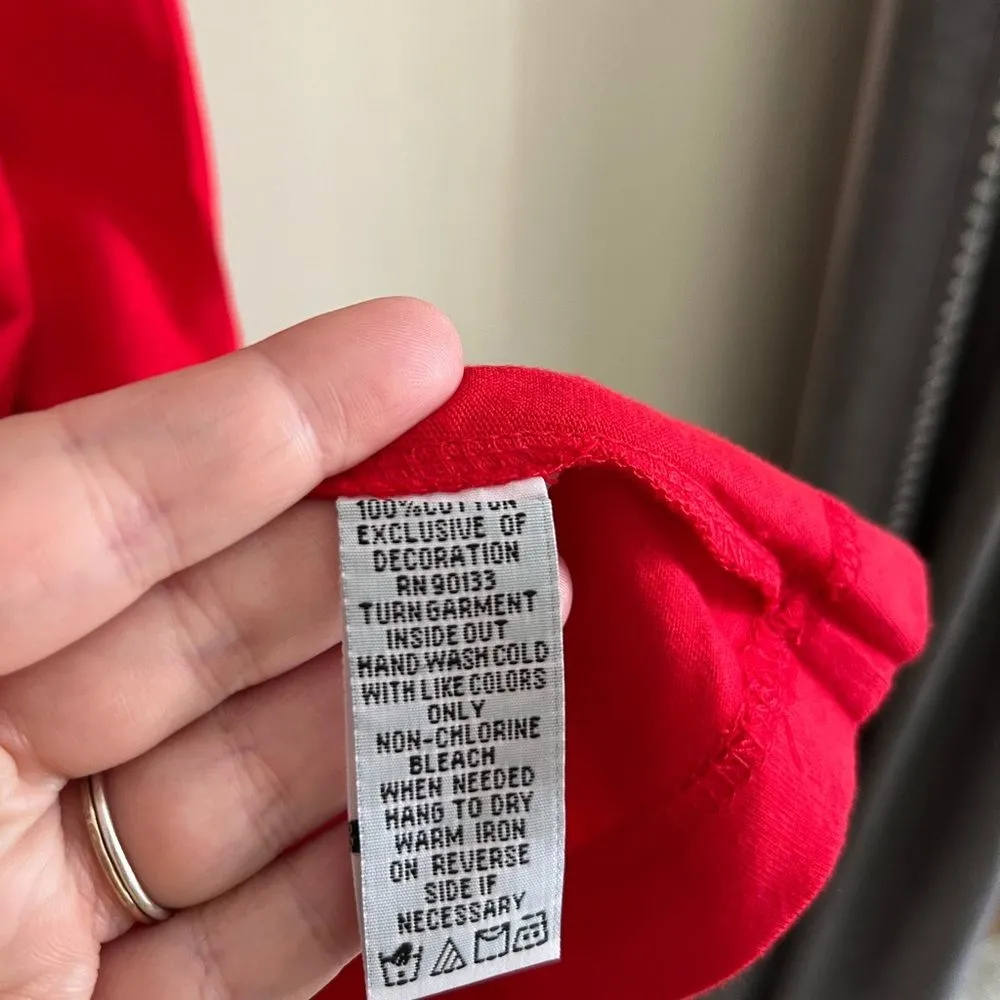 100% COTTON
EXCLUSIVE OF
DECORATION
RN 90133
TURN GARMENT
INSIDE OUT
HAND WASH COLD
WITH LIKE COLORS
ONLY
NON-CHLORINE
BLEACH
WHEN NEEDED
HANG TO DRY
WARM IRON
ON REVERSE
SIDE IF
NECESSARY